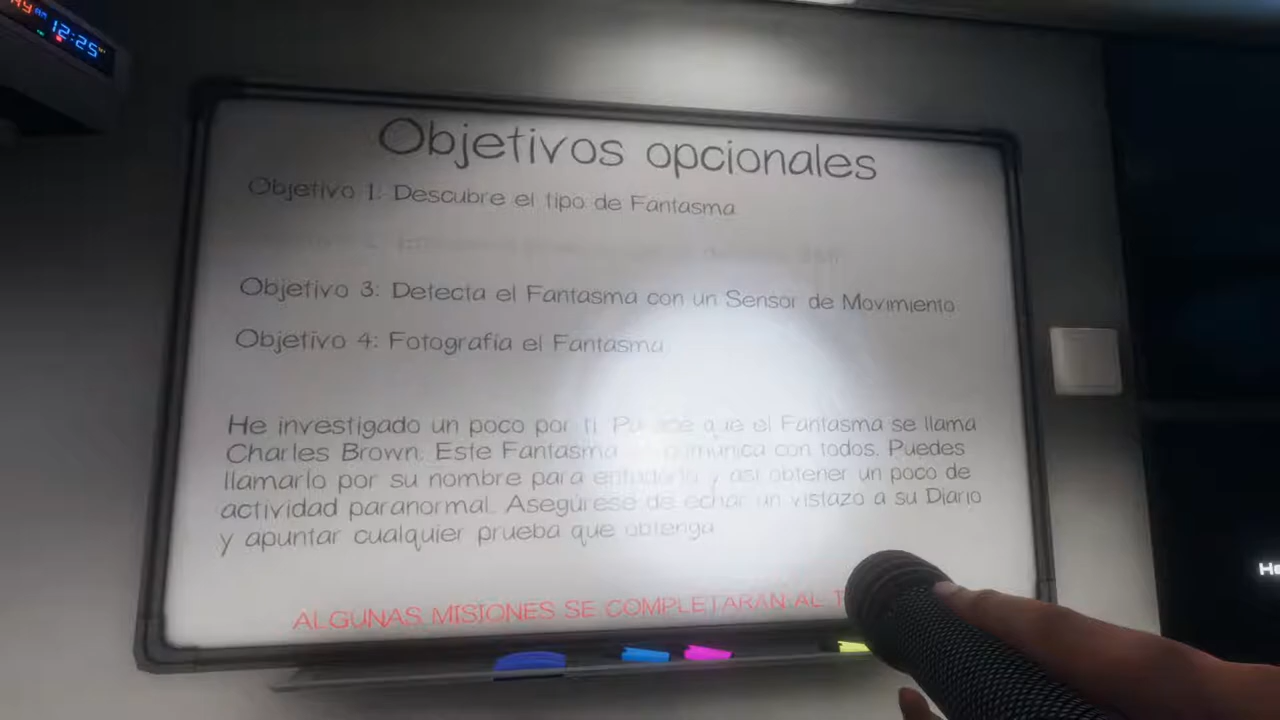 12:25
Objetivos opcionales
Objetivo 1: Descubre el tipo de Fantasma
Objetivo 3: Detecta el Fantasma con un Sensor de Movimiento
Objetivo 4: Fotografía el Fantasma
He investigado un poco por ti. que el Fantasma se llama
Charles Brown. Este Fantasma comunica con todos. Puedes
llamarlo por su nombre para y así obtener un poco de
actividad paranormal. Asegúrese de echar un vistazo a su Diario
y apuntar cualquier prueba que obtenga
ALGUNAS MISIONES SE COMPLETARAN AL